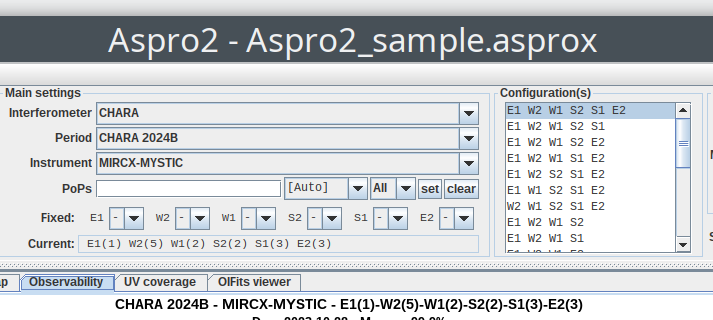 Aspro2 - Aspro2_sample.asprox
Main settings
Interferometer CHARA
Period CHARA 2024B
Instrument MIRCX-MYSTIC
PoPs [Auto] All set clear
Fixed: E1 - W2 - W1 - S2 - S1 - E2 -
Current: E1(1) W2(5) W1(2) S2(2) S1(3) E2(3)
Configuration(s)
E1 W2 W1 S2 S1 E2
E1 W2 W1 S2 S1
E1 W2 W1 S2 E2
E1 W2 W1 S1 E2
E1 W2 S2 S1 E2
E1 W1 S2 S1 E2
W2 W1 S2 S1 E2
E1 W2 W1 S2
E1 W2 W1 S1
Observability UV coverage OIFits viewer
CHARA 2024B - MIRCX-MYSTIC - E1(1)-W2(5)-W1(2)-S2(2)-S1(3)-E2(3)